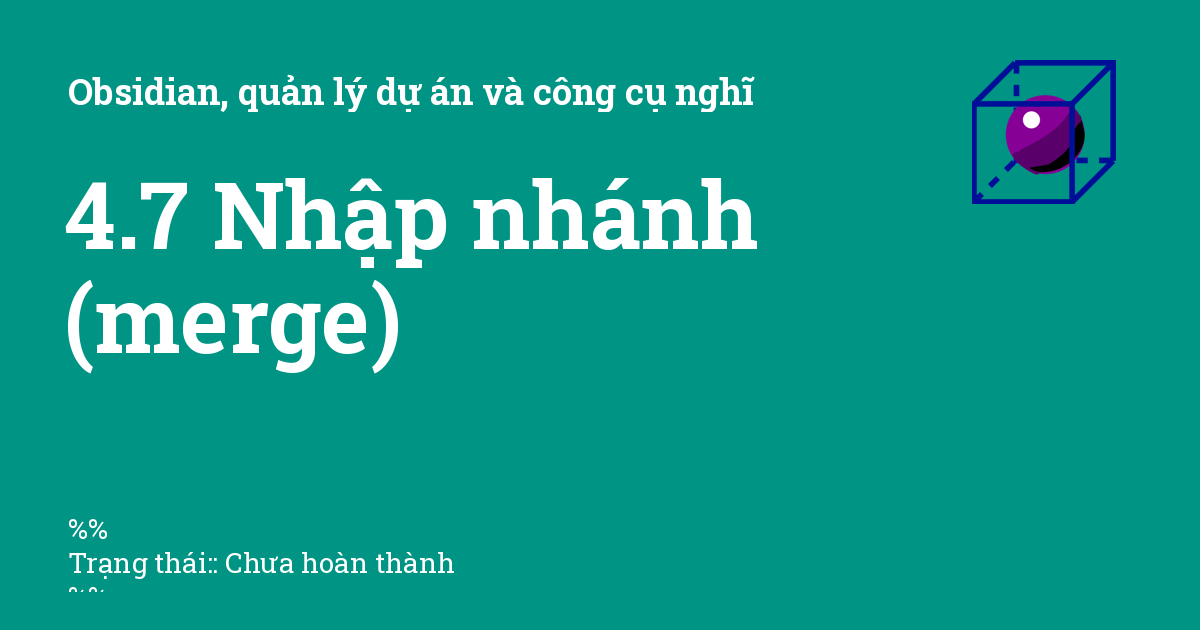 Obsidian, quản lý dự án và công cụ nghĩ
4.7 Nhập nhánh
(merge)
%%
Trạng thái:: Chưa hoàn thành
%%